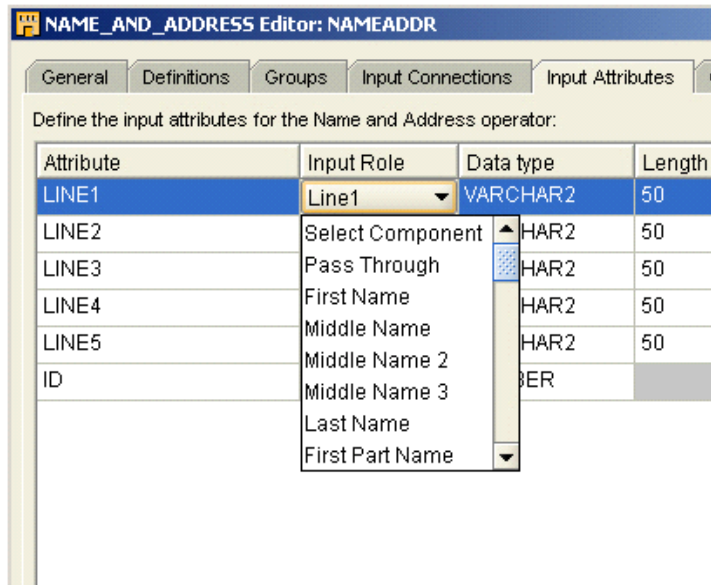 NAME_AND_ADDRESS Editor: NAMEADDR
General Definitions Groups Input Connections Input Attributes
Define the input attributes for the Name and Address operator:
Attribute Input Role Data type Length
LINE1 Line1 VARCHAR2 50
LINE2 Select Component HAR2 50
LINE3 Pass Through HAR2 50
First Name
LINE4 Middle Name HAR2 50
LINE5 Middle Name 2 HAR2 50
ID Middle Name 3 BER
Last Name
First Part Name